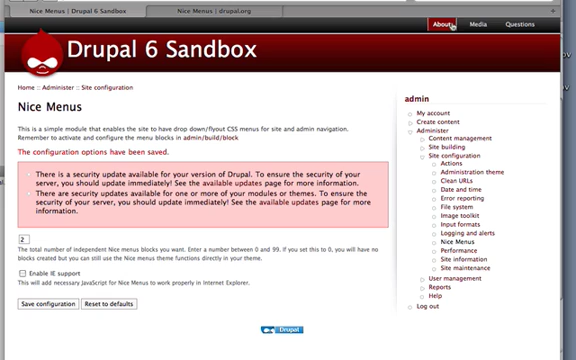 Nice Menus | Drupal 6 Sandbox
Nice Menus | drupal.org
About
Media
Questions
Drupal 6 Sandbox
Home :: Administer :: Site configuration
Nice Menus
This is a simple module that enables the site to have drop down/flyout CSS menus for site and admin navigation.
Remember to activate and configure the menu blocks in admin/build/block
The configuration options have been saved.
There is a security update available for your version of Drupal. To ensure the security of your
server, you should update immediately! See the available updates page for more information.
There are security updates available for one or more of your modules or themes. To ensure the
security of your server, you should update immediately! See the available updates page for more
information.
2
The total number of independent Nice menus blocks you want. Enter a number between 0 and 99. If you set this to 0, you will have no
blocks created but you can still use the Nice menus theme functions directly in your theme.
Enable IE support
This will add necessary JavaScript for Nice Menus to work properly in Internet Explorer.
Save configuration
Reset to defaults
admin
My account
Create content
Administer
Content management
Site building
Site configuration
Actions
Administration theme
Clean URLs
Date and time
Error reporting
File system
Image toolkit
Input formats
Logging and alerts
Nice Menus
Performance
Site information
Site maintenance
User management
Reports
Help
Log out
Drupal